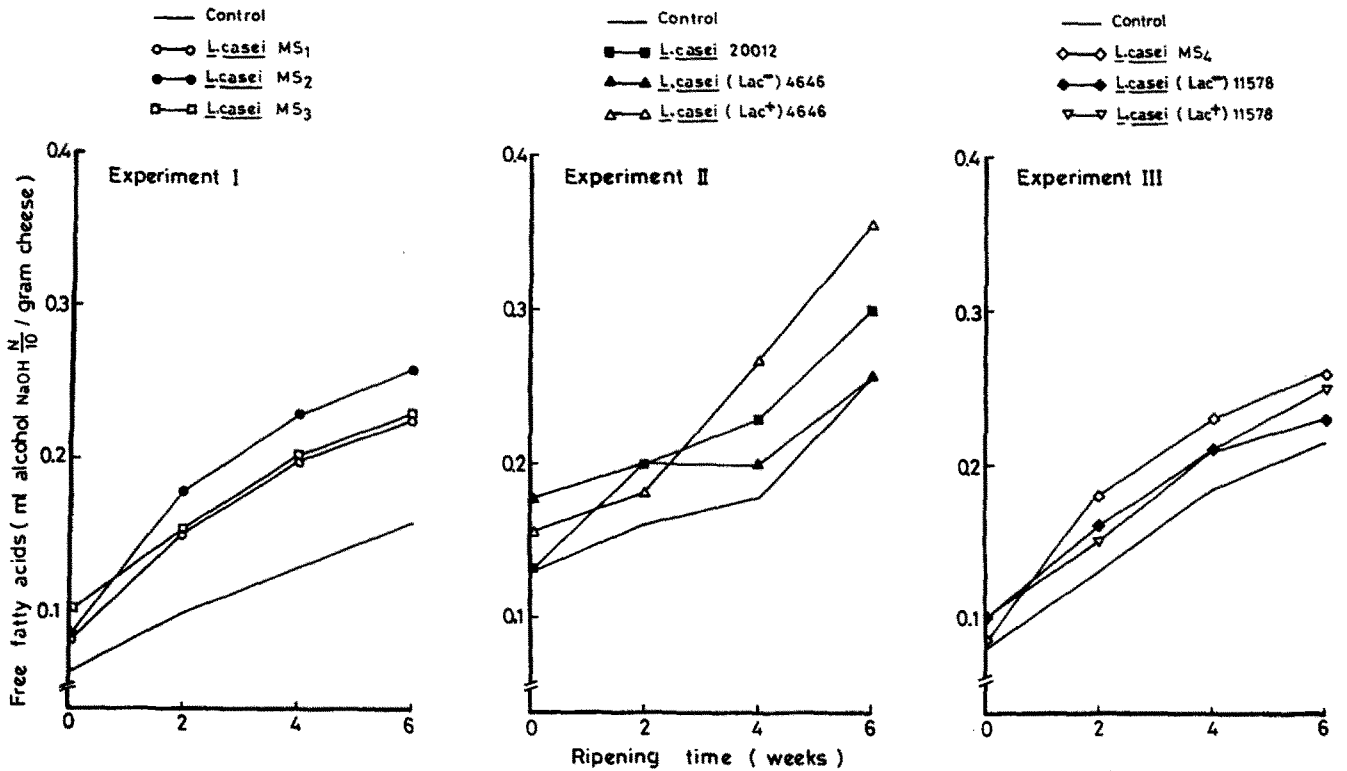 Control
L.casei MS1
L.casei MS2
L.casei MS3
Control
L.casei 20012
L.casei (Lac⁻) 4646
L.casei (Lac⁺) 4646
Control
L.casei MS4
L.casei (Lac⁻) 11578
L.casei (Lac⁺) 11578
Free fatty acids ( ml alcohol NaOH N/10 / gram cheese )
Experiment I
0.4
0.3
0.2
0.1
0 2 4 6
Experiment II
0.4
0.3
0.2
0.1
0 2 4 6
Experiment III
0.4
0.3
0.2
0.1
0 2 4 6
Ripening time ( weeks )